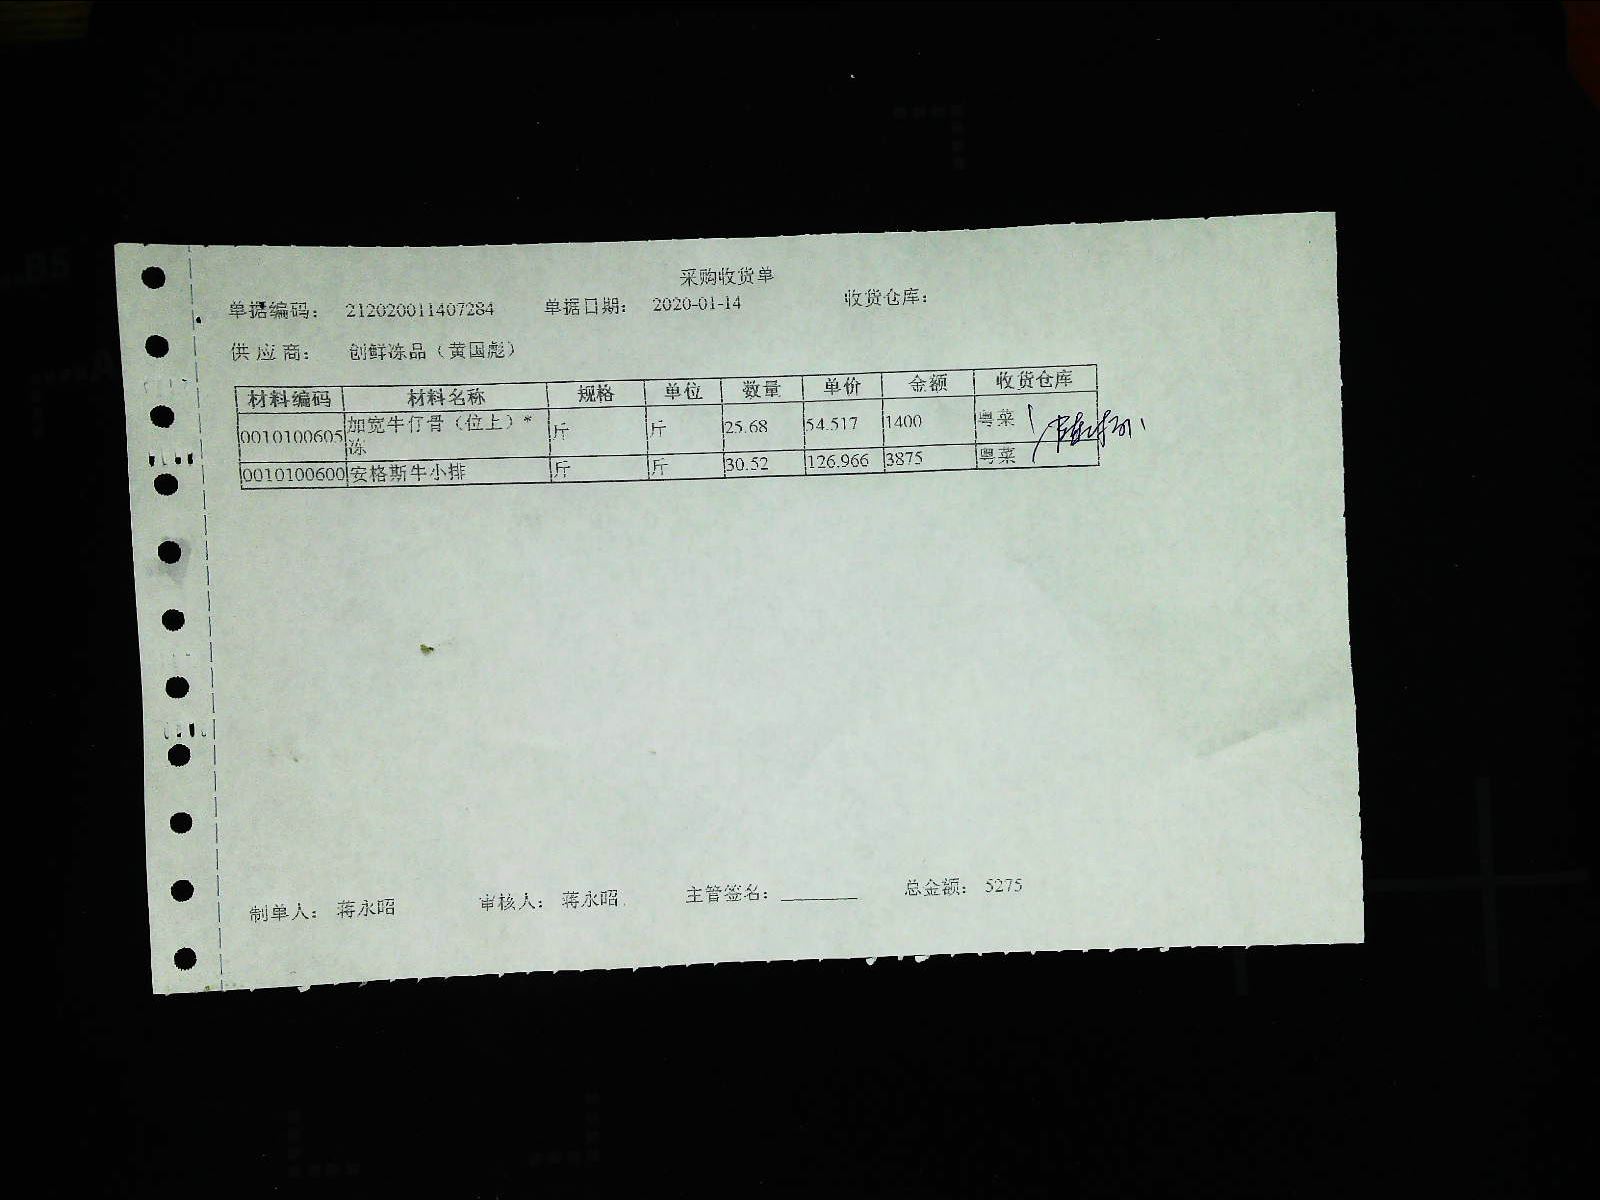 采购收货单
单据编码： 212020011407284 单据日期： 2020-01-14 收货仓库：
供 应 商： 创鲜冻品（黄国彪）
材料编码 材料名称 规格 单位 数量 单价 金额 收货仓库
0010100605 加宽牛仔骨（位上）*冻 斤 斤 25.68 54.517 1400 粤菜
0010100600 安格斯牛小排 斤 斤 30.52 126.966 3875 粤菜
制单人： 蒋永昭 审核人： 蒋永昭 主管签名：________ 总金额： 5275